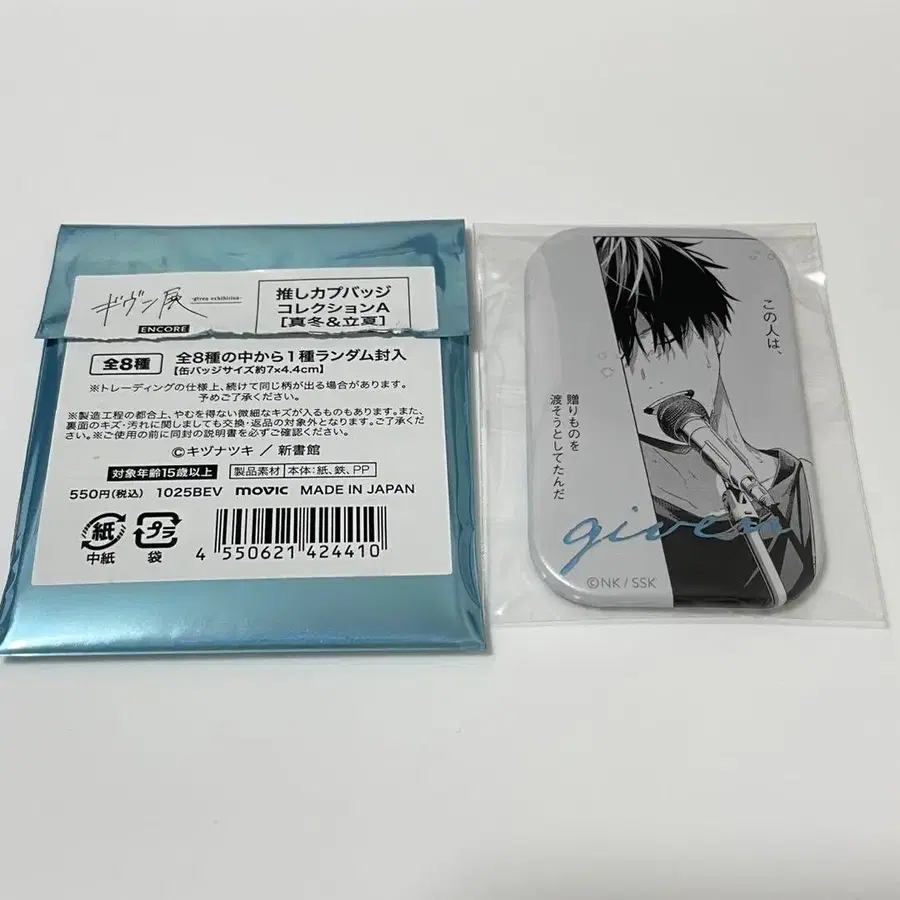 ギヴン展
-given exhibition-
ENCORE
推しカプバッジ
コレクションA
[真冬&立夏]
全8種
全8種の中から1種ランダム封入
【缶バッジサイズ約7×4.4cm】
※トレーディングの仕様上、続けて同じ柄が出る場合があります。
予めご了承ください。
※製造工程の都合上、やむを得ない微細なキズが入るものもあります。また、
裏面のキズ・汚れに関しましても交換・返品の対象外となります。ご了承くだ
さい。※ご使用の前に同封の説明書を必ずご確認ください。
©キヅナツキ / 新書館
対象年齢15歳以上
製品素材 本体:紙、鉄、PP
550円(税込) 1025BEV movic MADE IN JAPAN
紙
中紙
プラ
袋
4 550621 424410
この人は、
贈りものを
渡そうとしてたんだ
given
©NK / SSK